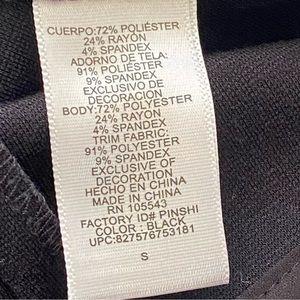 CUERPO:72% POLIÉSTER
24% RAYÓN
4% SPANDEX
ADORNO DE TELA:
91% POLIÉSTER
9% SPANDEX
EXCLUSIVO DE
DECORACION
BODY:72% POLYESTER
24% RAYON
4% SPANDEX
TRIM FABRIC:
91% POLYESTER
9% SPANDEX
EXCLUSIVE OF
DECORATION
HECHO EN CHINA
MADE IN CHINA
RN 105543
FACTORY ID# PINSHI
COLOR : BLACK
UPC:827576753181
S